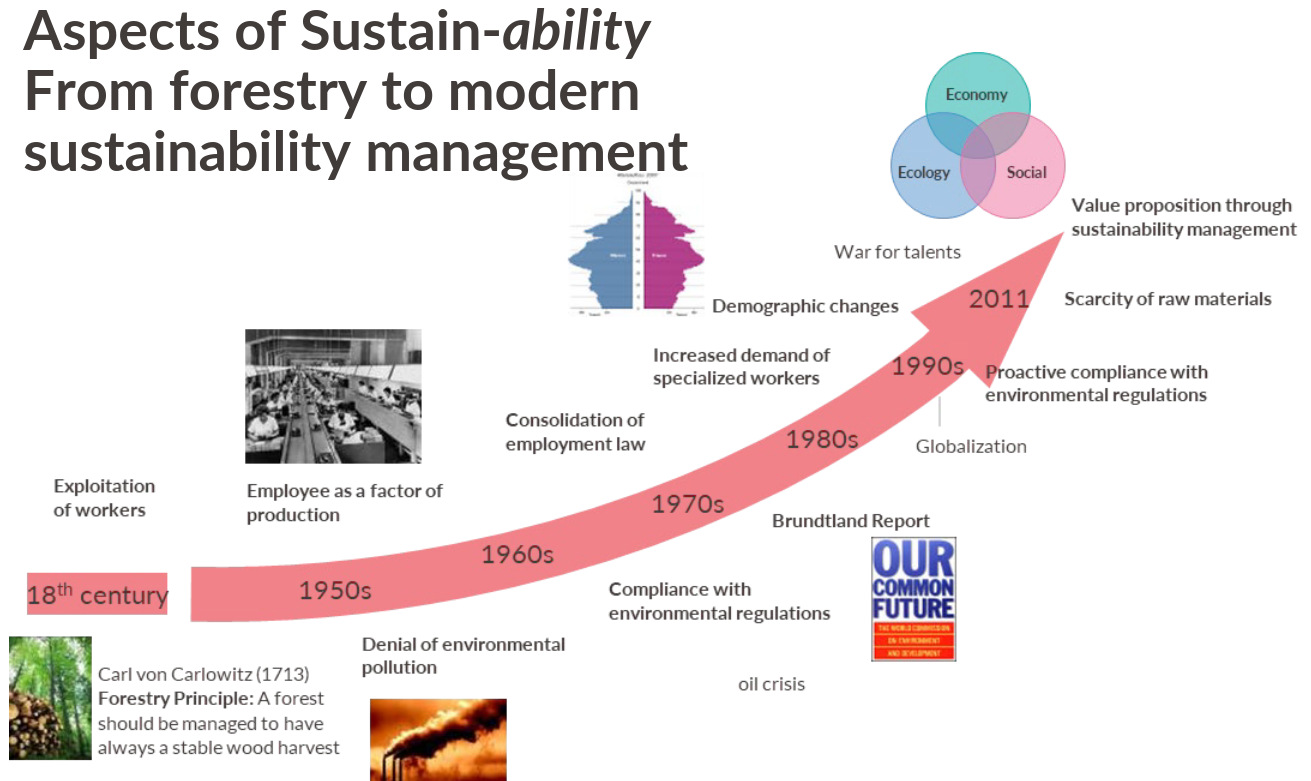 Aspects of Sustain-ability
From forestry to modern
sustainability management
Economy
Ecology
Social
Value proposition through
sustainability management
War for talents
2011
Scarcity of raw materials
Demographic changes
Increased demand of
specialized workers
1990s
Proactive compliance with
environmental regulations
Consolidation of
employment law
1980s
Globalization
Exploitation
of workers
Employee as a factor of
production
1970s
Brundtland Report
OUR
COMMON
FUTURE
THE WORLD COMMISSION
ON ENVIRONMENT
AND DEVELOPMENT
1960s
18th century
1950s
Compliance with
environmental regulations
Denial of environmental
pollution
oil crisis
Carl von Carlowitz (1713)
Forestry Principle: A forest
should be managed to have
always a stable wood harvest